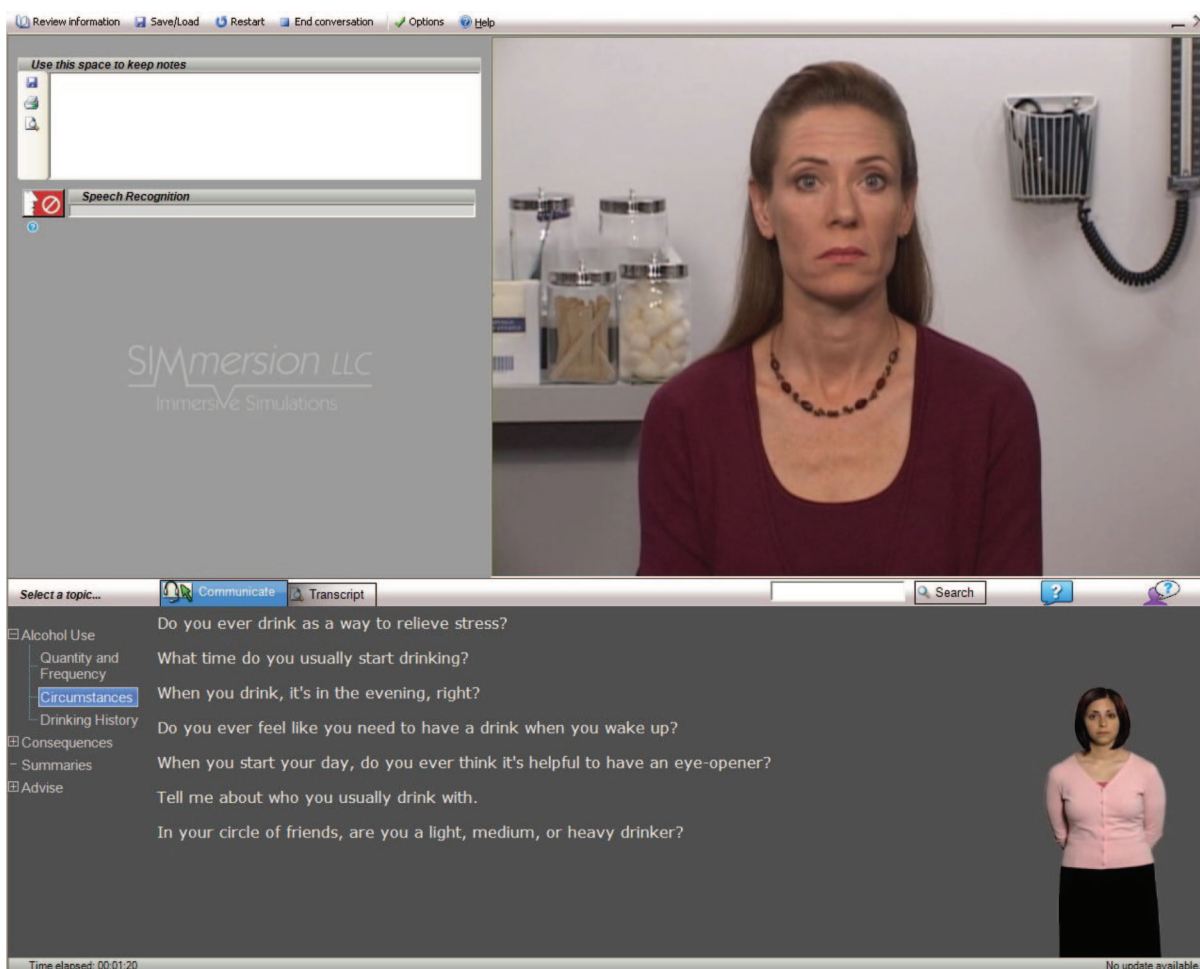 Review information Save/Load Restart End conversation Options Help
Use this space to keep notes
Speech Recognition
SIMmersion LLC
Immersive Simulations
Select a topic... Communicate Transcript Search
Alcohol Use
Quantity and
Frequency
Circumstances
Drinking History
Consequences
Summaries
Advise
Do you ever drink as a way to relieve stress?
What time do you usually start drinking?
When you drink, it's in the evening, right?
Do you ever feel like you need to have a drink when you wake up?
When you start your day, do you ever think it's helpful to have an eye-opener?
Tell me about who you usually drink with.
In your circle of friends, are you a light, medium, or heavy drinker?
Time elapsed: 00:01:20 No update available